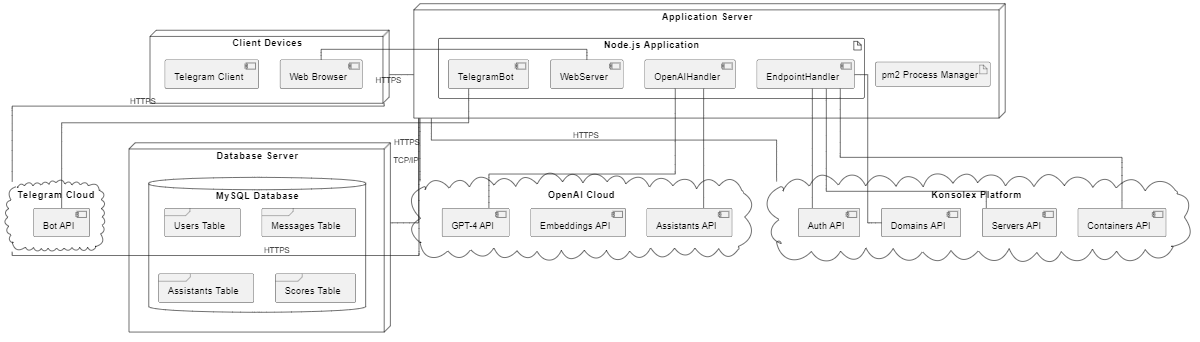 Application Server
Client Devices
Node.js Application
Telegram Client
Web Browser
TelegramBot
WebServer
OpenAIHandler
EndpointHandler
pm2 Process Manager
HTTPS
HTTPS
HTTPS
HTTPS
TCP/IP
Database Server
Telegram Cloud
MySQL Database
OpenAI Cloud
Konsolex Platform
Bot API
Users Table
Messages Table
GPT-4 API
Embeddings API
Assistants API
Auth API
Domains API
Servers API
Containers API
HTTPS
Assistants Table
Scores Table